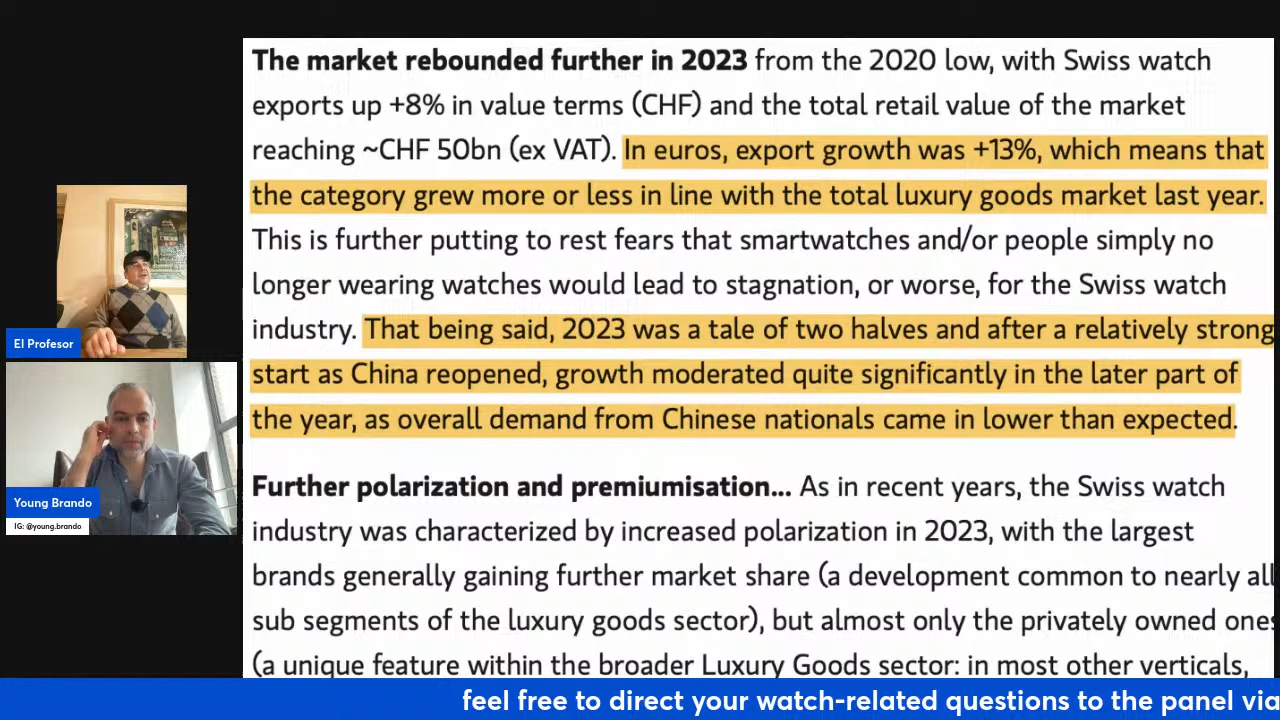 The market rebounded further in 2023 from the 2020 low, with Swiss watch
exports up +8% in value terms (CHF) and the total retail value of the market
reaching ~CHF 50bn (ex VAT). In euros, export growth was +13%, which means that
the category grew more or less in line with the total luxury goods market last year.
This is further putting to rest fears that smartwatches and/or people simply no
longer wearing watches would lead to stagnation, or worse, for the Swiss watch
industry. That being said, 2023 was a tale of two halves and after a relatively strong
start as China reopened, growth moderated quite significantly in the later part of
the year, as overall demand from Chinese nationals came in lower than expected.
Further polarization and premiumisation... As in recent years, the Swiss watch
industry was characterized by increased polarization in 2023, with the largest
brands generally gaining further market share (a development common to nearly all
sub segments of the luxury goods sector), but almost only the privately owned ones
(a unique feature within the broader Luxury Goods sector: in most other verticals,
El Profesor
Young Brando
IG: @young.brando
feel free to direct your watch-related questions to the panel via